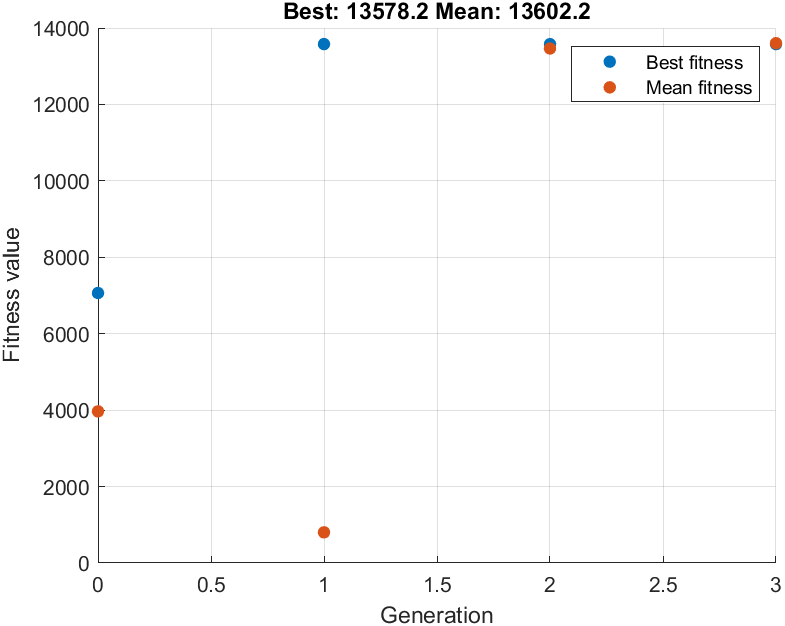 Best: 13578.2 Mean: 13602.2
14000
12000
10000
8000
6000
4000
2000
0
Fitness value
Best fitness
Mean fitness
0 0.5 1 1.5 2 2.5 3
Generation